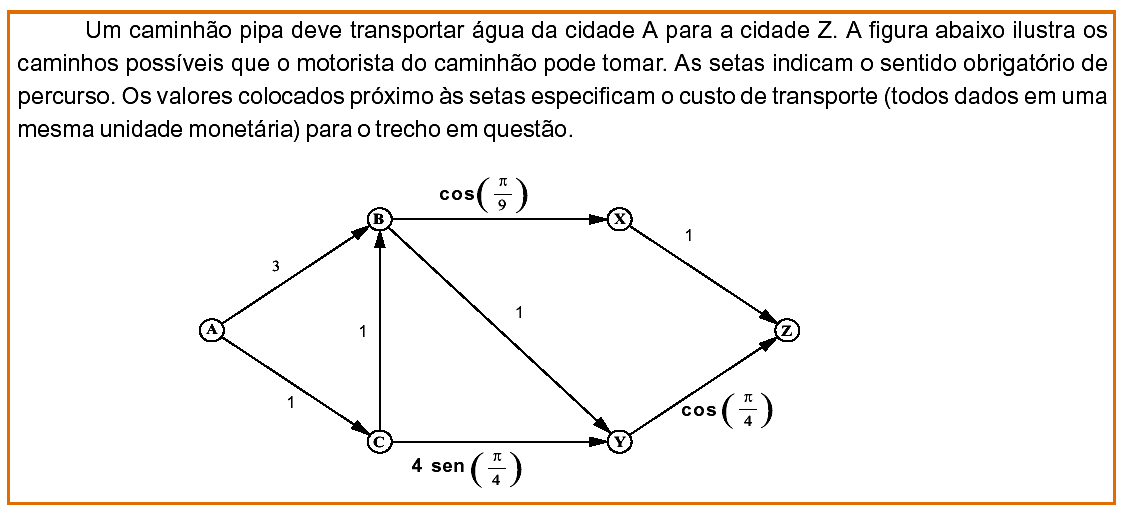 Um caminhão pipa deve transportar água da cidade A para a cidade Z. A figura abaixo ilustra os
caminhos possíveis que o motorista do caminhão pode tomar. As setas indicam o sentido obrigatório de
percurso. Os valores colocados próximo às setas especificam o custo de transporte (todos dados em uma
mesma unidade monetária) para o trecho em questão.
cos(π/9)
B
X
3
1
1
1
A
Z
1
cos(π/4)
C
Y
4 sen(π/4)